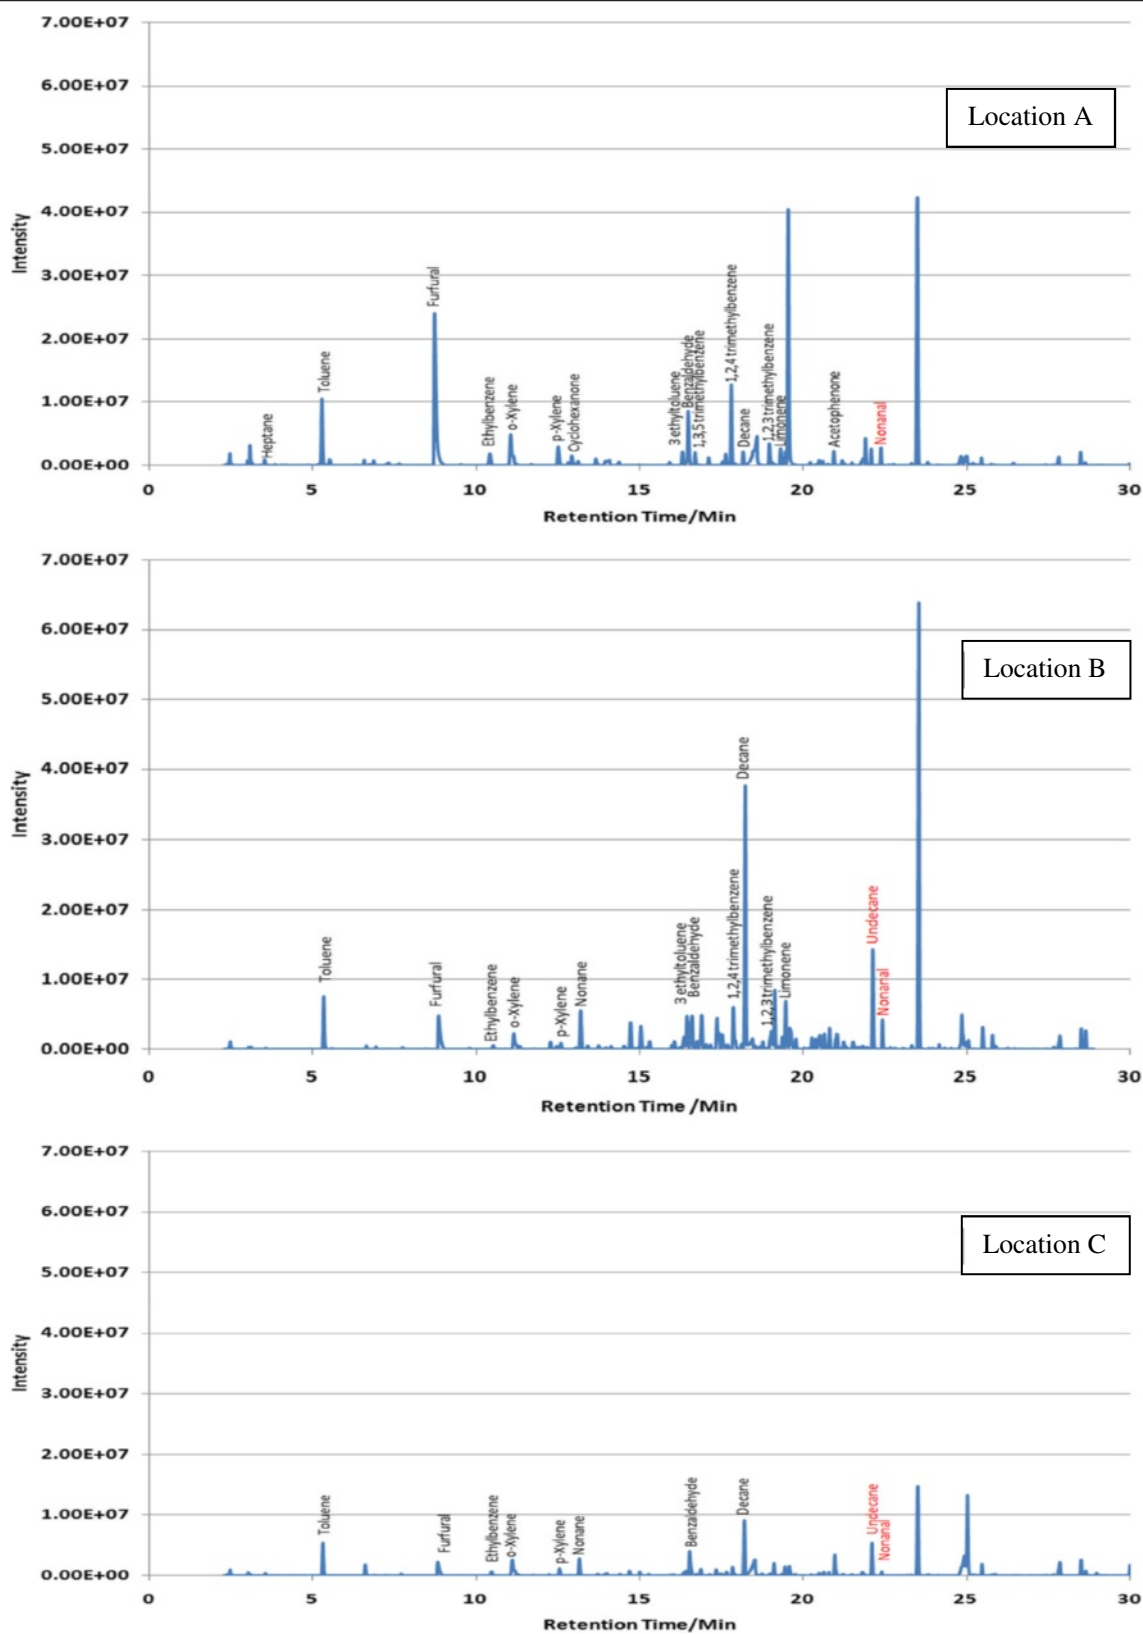 7.00E+07
6.00E+07
5.00E+07
4.00E+07
3.00E+07
2.00E+07
1.00E+07
0.00E+00
Intensity
Location A
Heptane
Toluene
Furfural
Ethylbenzene
o-Xylene
p-Xylene
Cyclohexanone
3 ethyltoluene
Benzaldehyde
1,3,5 trimethylbenzene
1,2,4 trimethylbenzene
Decane
1,2,3 trimethylbenzene
Limonene
Acetophenone
Nonanal
0 5 10 15 20 25 30
Retention Time/Min
7.00E+07
6.00E+07
5.00E+07
4.00E+07
3.00E+07
2.00E+07
1.00E+07
0.00E+00
Intensity
Location B
Toluene
Furfural
Ethylbenzene
o-Xylene
p-Xylene
Nonane
3 ethyltoluene
Benzaldehyde
1,2,4 trimethylbenzene
Decane
1,2,3 trimethylbenzene
Limonene
Undecane
Nonanal
0 5 10 15 20 25 30
Retention Time /Min
7.00E+07
6.00E+07
5.00E+07
4.00E+07
3.00E+07
2.00E+07
1.00E+07
0.00E+00
Intensity
Location C
Toluene
Furfural
Ethylbenzene
o-Xylene
p-Xylene
Nonane
Benzaldehyde
Decane
Undecane
Nonanal
0 5 10 15 20 25 30
Retention Time/Min